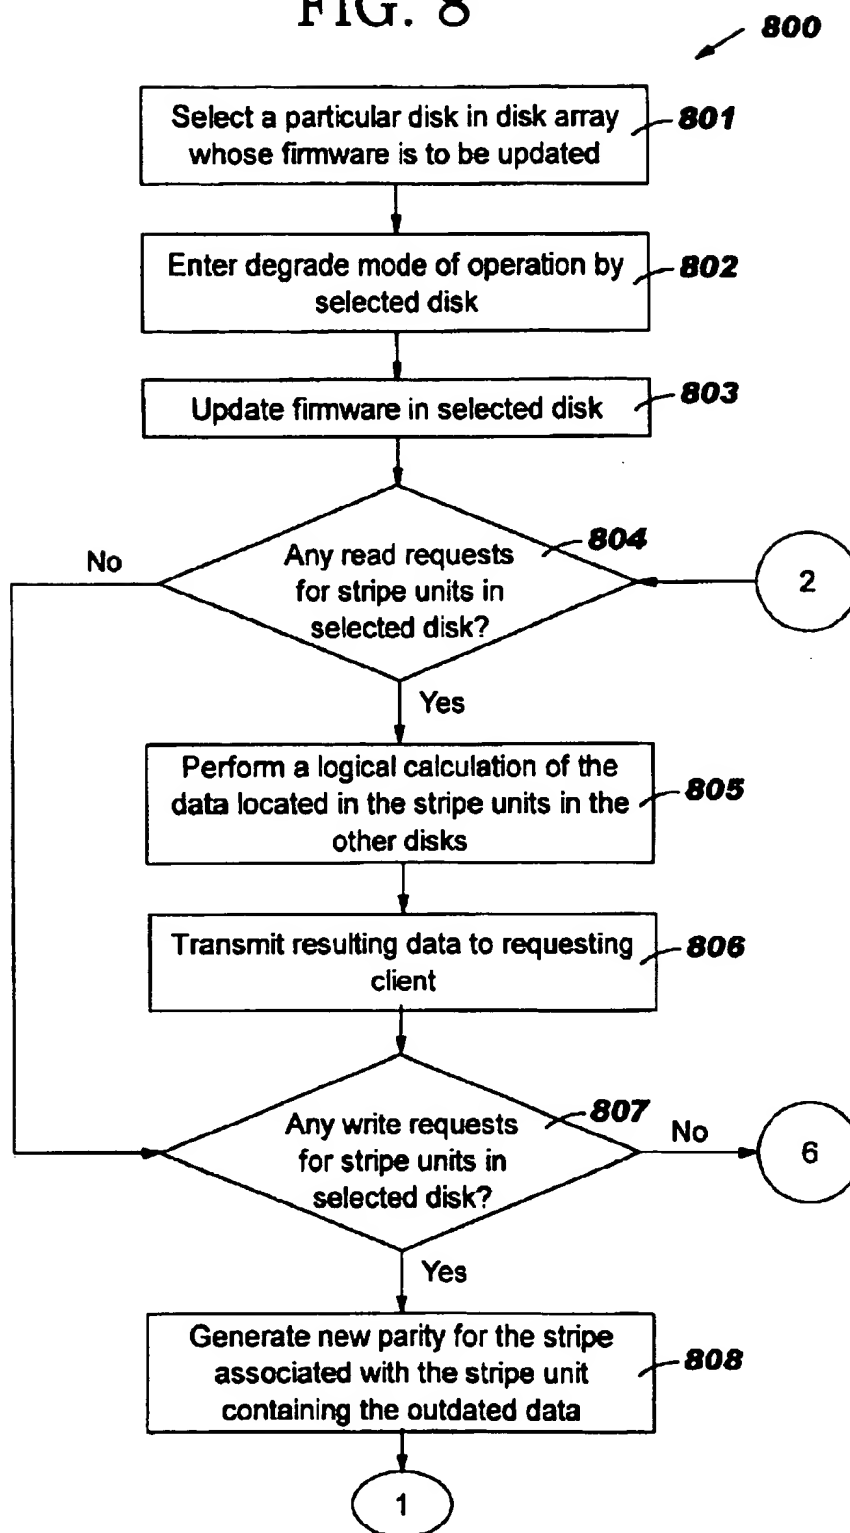 FIG. 8
800
Select a particular disk in disk array
whose firmware is to be updated
801
Enter degrade mode of operation by
selected disk
802
Update firmware in selected disk
803
Any read requests
for stripe units in
selected disk?
804
No
2
Yes
Perform a logical calculation of the
data located in the stripe units in the
other disks
805
Transmit resulting data to requesting
client
806
Any write requests
for stripe units in
selected disk?
807
No
6
Yes
Generate new parity for the stripe
associated with the stripe unit
containing the outdated data
808
1